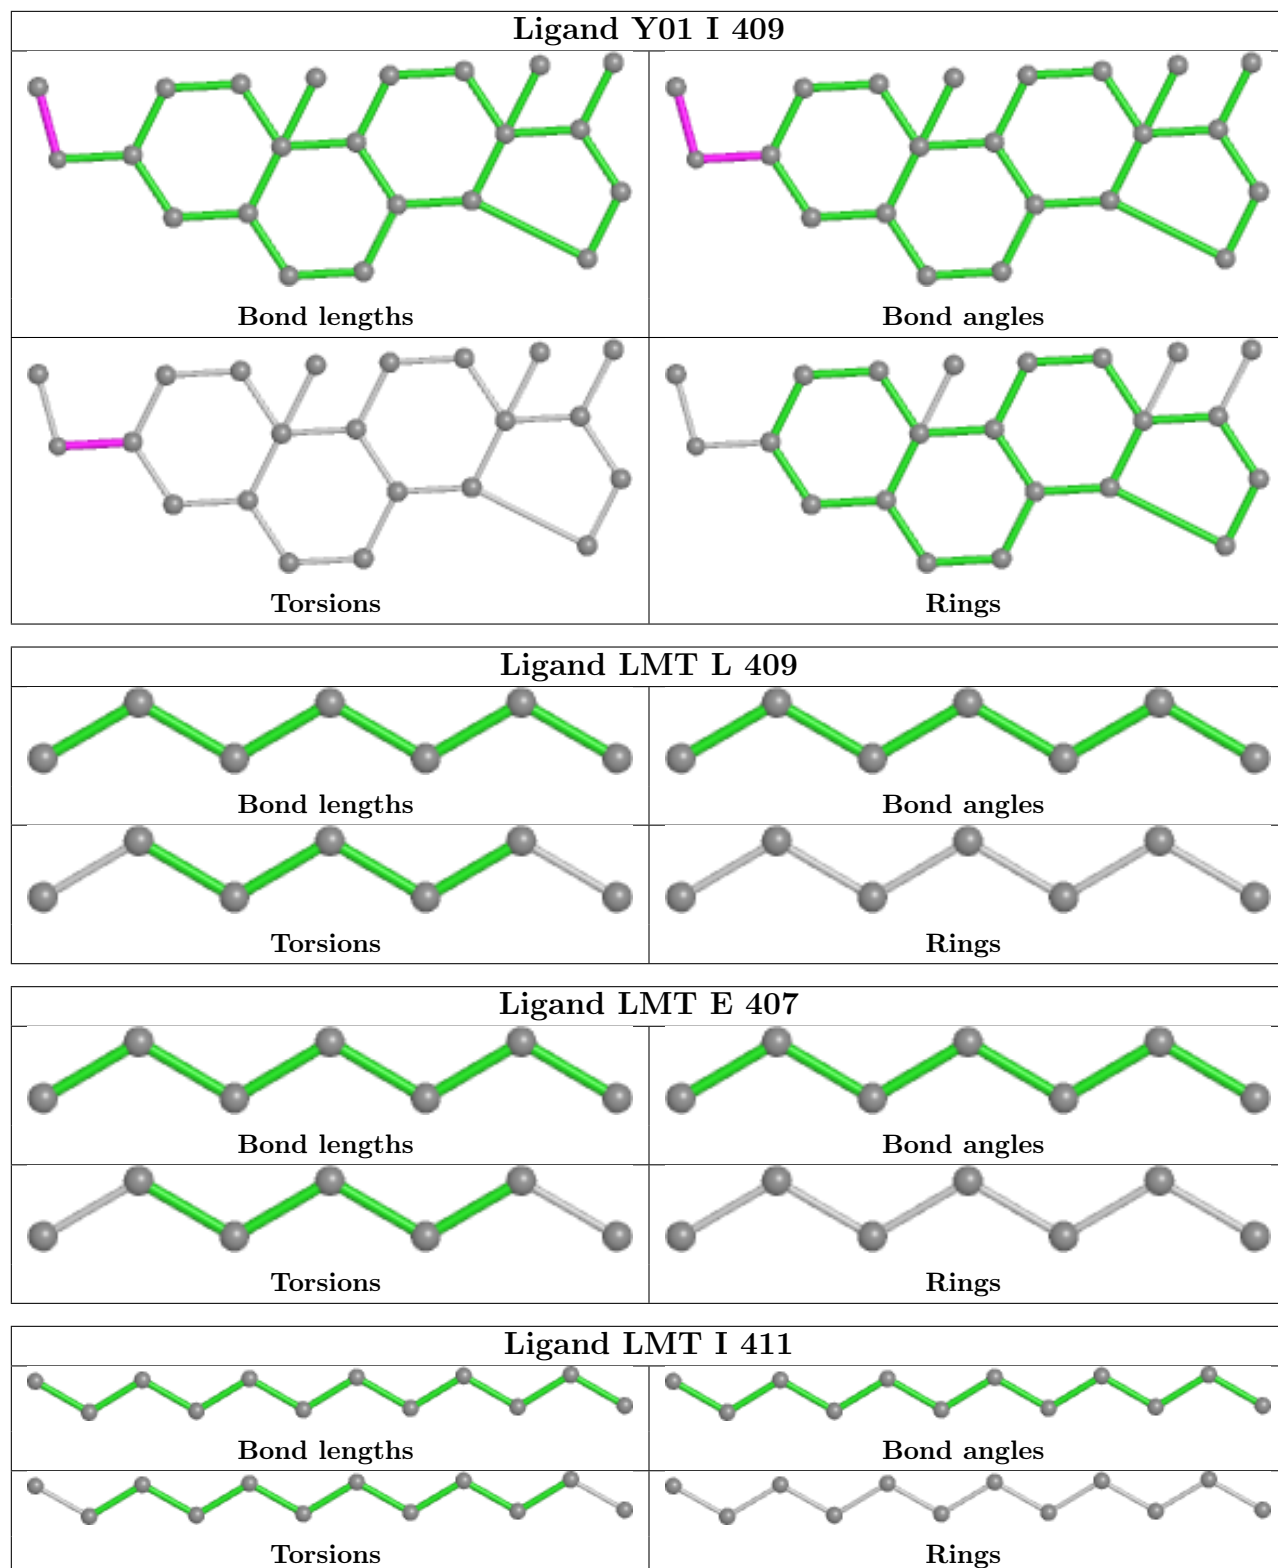 Ligand Y01 I 409
Bond lengths
Bond angles
Torsions
Rings
Ligand LMT L 409
Bond lengths
Bond angles
Torsions
Rings
Ligand LMT E 407
Bond lengths
Bond angles
Torsions
Rings
Ligand LMT I 411
Bond lengths
Bond angles
Torsions
Rings